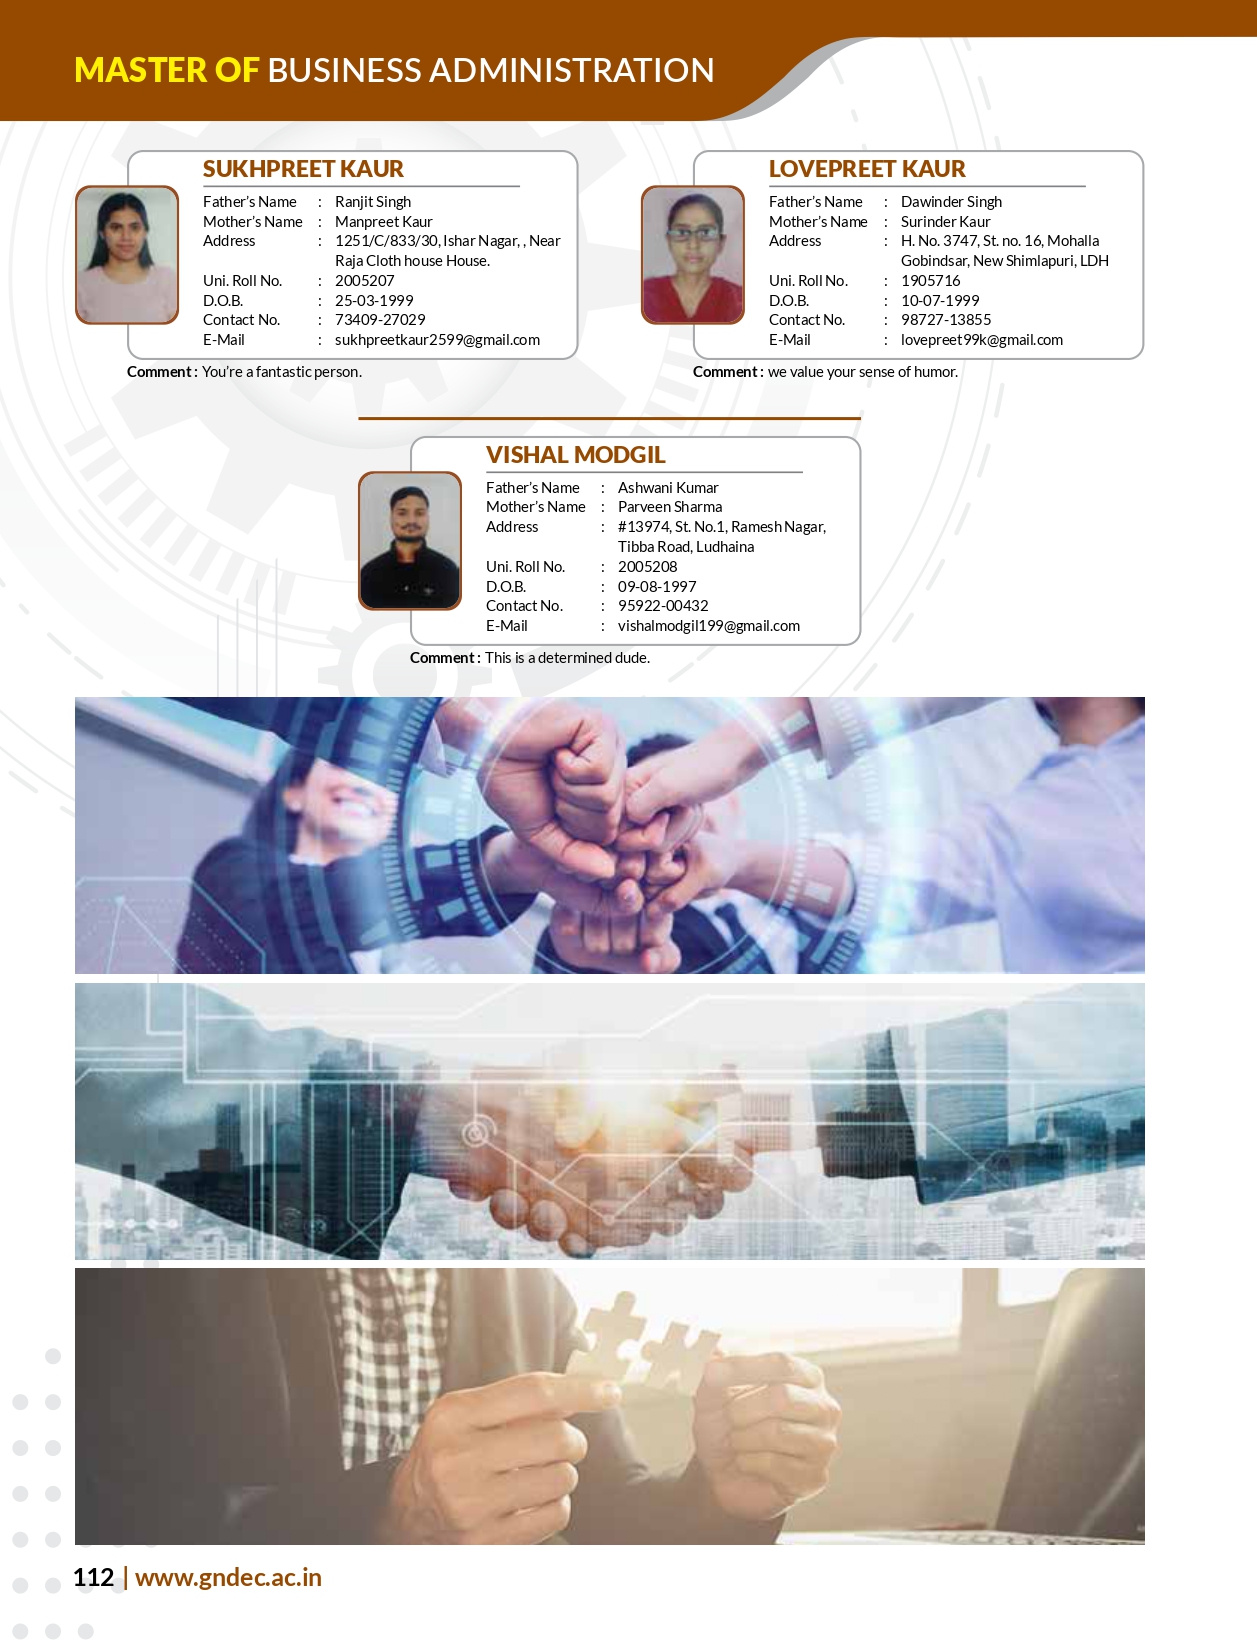 MASTER OF BUSINESS ADMINISTRATION
SUKHPREET KAUR
Father's Name : Ranjit Singh
Mother's Name : Manpreet Kaur
Address : 1251/C/833/30, Ishar Nagar, , Near
Raja Cloth house House.
Uni. Roll No. : 2005207
D.O.B. : 25-03-1999
Contact No. : 73409-27029
E-Mail : sukhpreetkaur2599@gmail.com
Comment : You're a fantastic person.
LOVEPREET KAUR
Father's Name : Dawinder Singh
Mother's Name : Surinder Kaur
Address : H. No. 3747, St. no. 16, Mohalla
Gobindsar, New Shimlapuri, LDH
Uni. Roll No. : 1905716
D.O.B. : 10-07-1999
Contact No. : 98727-13855
E-Mail : lovepreet99k@gmail.com
Comment : we value your sense of humor.
VISHAL MODGIL
Father's Name : Ashwani Kumar
Mother's Name : Parveen Sharma
Address : #13974, St. No.1, Ramesh Nagar,
Tibba Road, Ludhaina
Uni. Roll No. : 2005208
D.O.B. : 09-08-1997
Contact No. : 95922-00432
E-Mail : vishalmodgil199@gmail.com
Comment : This is a determined dude.
112 | www.gndec.ac.in